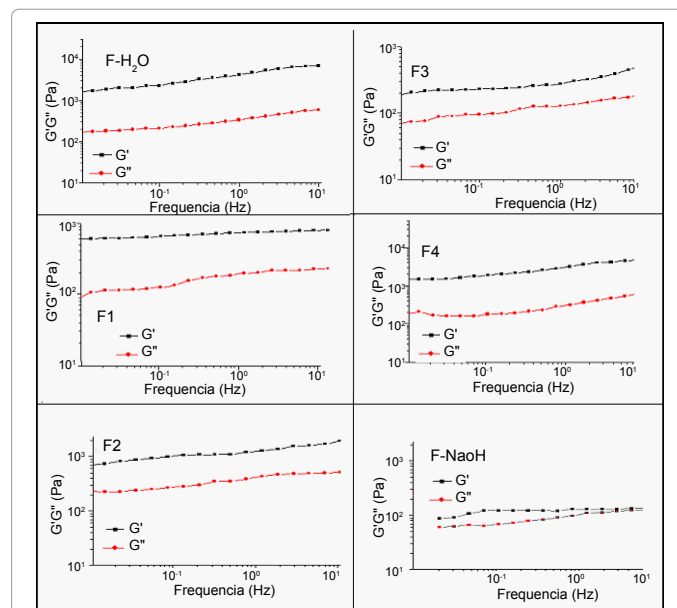 F-H₂O
G'G" (Pa)
10⁴
10³
10²
10¹
G'
G"
10⁻¹ 10⁰ 10¹
Frequencia (Hz)
F3
G'G" (Pa)
10³
10²
10¹
G'
G"
10⁻¹ 10⁰ 10¹
Frequencia (Hz)
F1
G'G" (Pa)
10³
10²
10¹
G'
G"
10⁻¹ 10⁰ 10¹
Frequencia (Hz)
F4
G'G" (Pa)
10⁴
10³
10²
10¹
G'
G"
10⁻¹ 10⁰ 10¹
Frequencia (Hz)
F2
G'G" (Pa)
10³
10²
10¹
G'
G"
10⁻¹ 10⁰ 10¹
Frequencia (Hz)
F-NaoH
G'G" (Pa)
10³
10²
10¹
G'
G"
10⁻¹ 10⁰ 10¹
Frequencia (Hz)